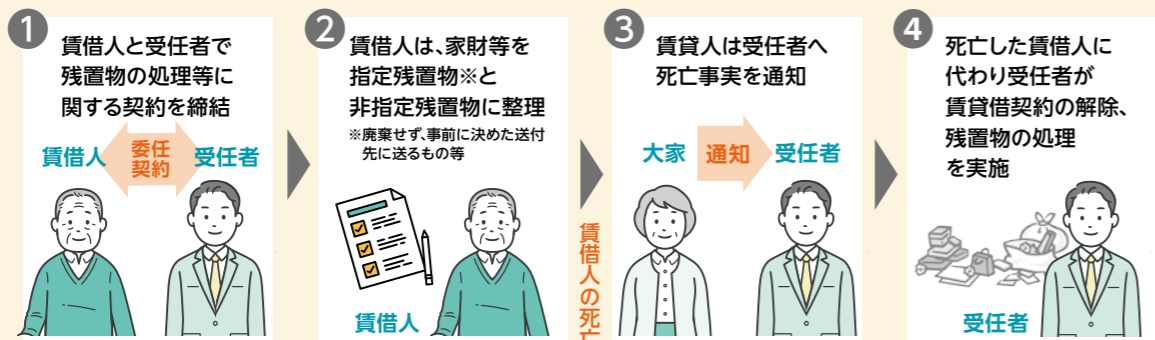 1
賃借人と受任者で
残置物の処理等に
関する契約を締結
賃借人
委任
契約
受任者
2
賃借人は、家財等を
指定残置物※と
非指定残置物に整理
※廃棄せず、事前に決めた送付
先に送るもの等
賃借人
賃借人の死亡
3
賃貸人は受任者へ
死亡事実を通知
大家
通知
受任者
4
死亡した賃借人に
代わり受任者が
賃貸借契約の解除、
残置物の処理
を実施
受任者